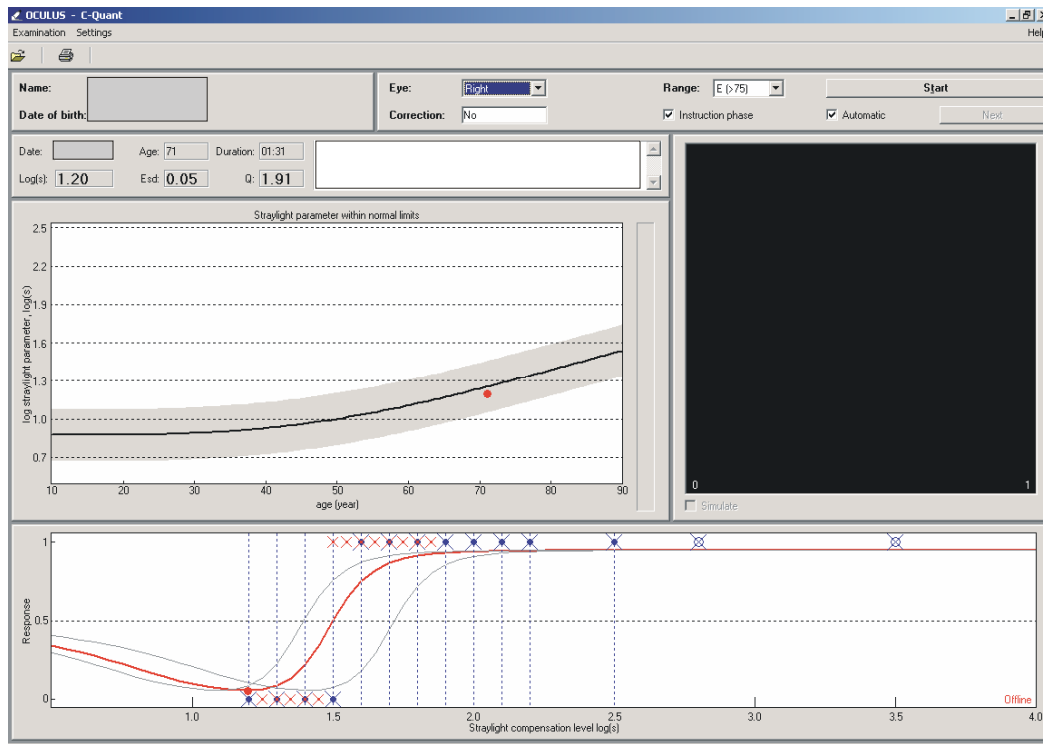 OCULUS - C-Quant
Examination Settings Help
Name: Eye: Right Range: E (>75) Start
Date of birth: Correction: No Instruction phase Automatic Next
Date: Age: 71 Duration: 01:31
Log(s): 1.20 Esd: 0.05 Q: 1.91
Straylight parameter within normal limits
log straylight parameter, log(s)
2.5
2.2
1.9
1.6
1.3
1.0
0.7
10 20 30 40 50 60 70 80 90
age (year)
0 1
Simulate
Response
1
0.5
0
Offline
1.0 1.5 2.0 2.5 3.0 3.5 4.0
Straylight compensation level log(s)